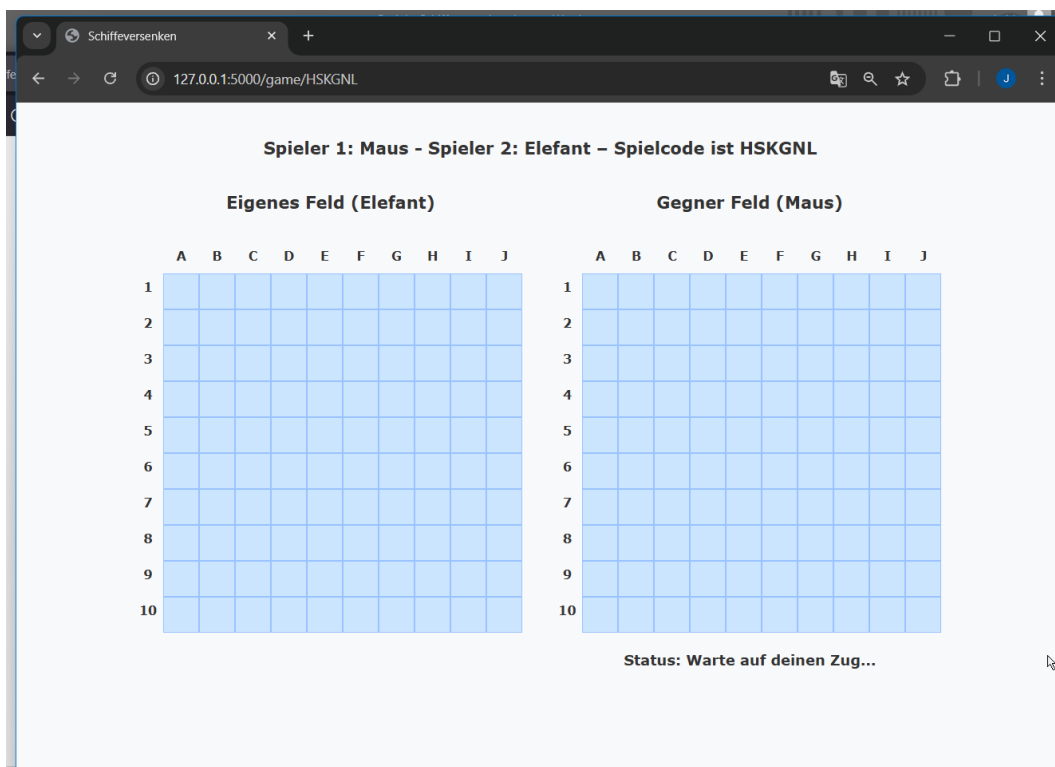 Schiffeversenken
127.0.0.1:5000/game/HSKGNL
J
Spieler 1: Maus - Spieler 2: Elefant – Spielcode ist HSKGNL
Eigenes Feld (Elefant)
A B C D E F G H I J
1
2
3
4
5
6
7
8
9
10
Gegner Feld (Maus)
A B C D E F G H I J
1
2
3
4
5
6
7
8
9
10
Status: Warte auf deinen Zug...